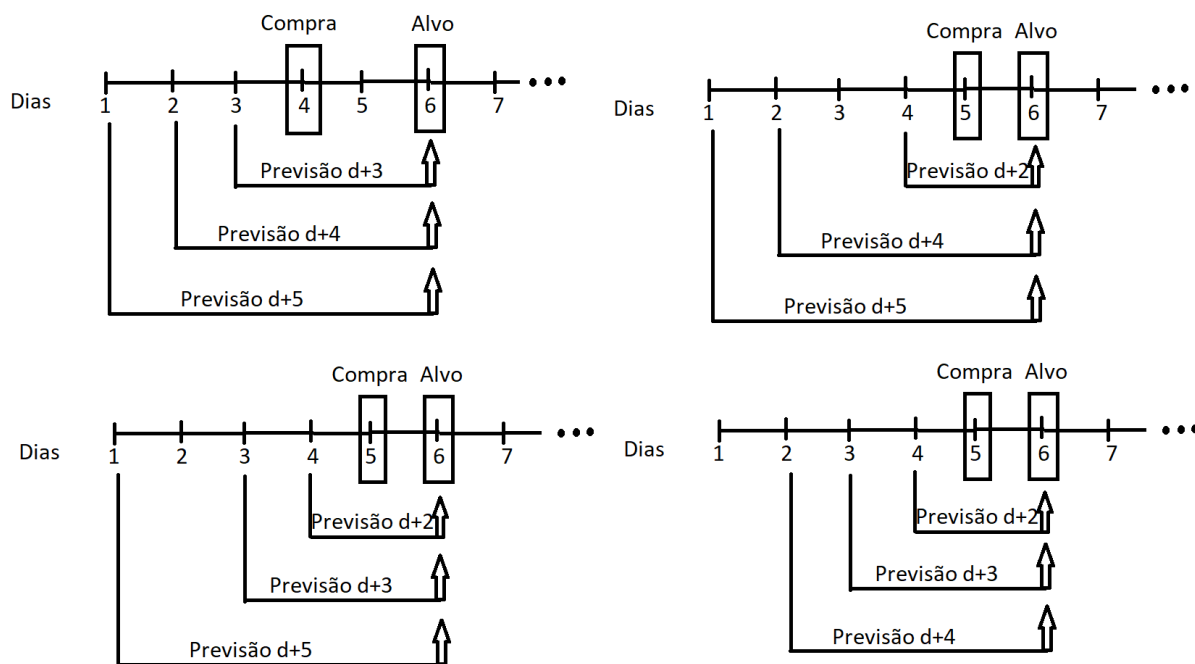 Compra Alvo
Dias
1 2 3 4 5 6 7
Previsão d+3
Previsão d+4
Previsão d+5
Compra Alvo
Dias
1 2 3 4 5 6 7
Previsão d+2
Previsão d+4
Previsão d+5
Compra Alvo
Dias
1 2 3 4 5 6 7
Previsão d+2
Previsão d+3
Previsão d+5
Compra Alvo
Dias
1 2 3 4 5 6 7
Previsão d+2
Previsão d+3
Previsão d+4